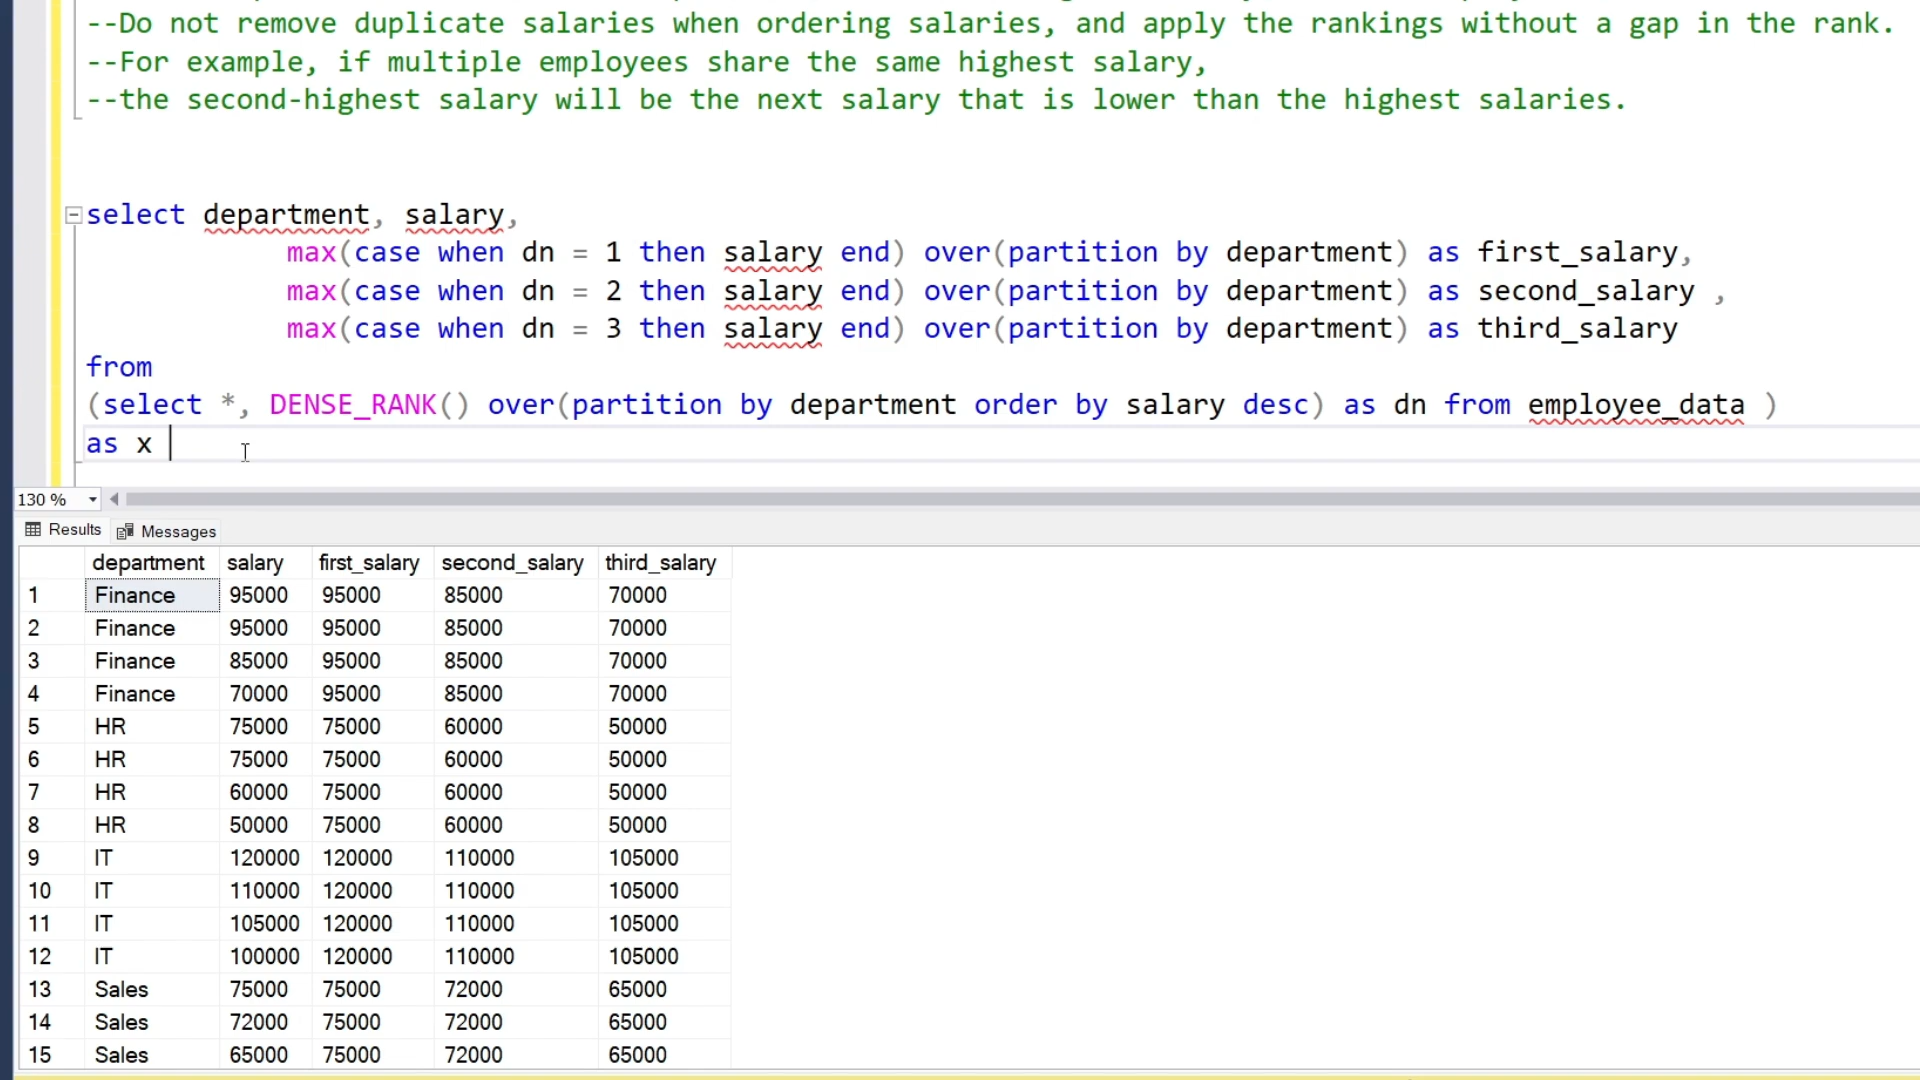 --Do not remove duplicate salaries when ordering salaries, and apply the rankings without a gap in the rank.
--For example, if multiple employees share the same highest salary,
--the second-highest salary will be the next salary that is lower than the highest salaries.
select department, salary,
max(case when dn = 1 then salary end) over(partition by department) as first_salary,
max(case when dn = 2 then salary end) over(partition by department) as second_salary ,
max(case when dn = 3 then salary end) over(partition by department) as third_salary
from
(select *, DENSE_RANK() over(partition by department order by salary desc) as dn from employee_data )
as x
130 %
Results Messages
department salary first_salary second_salary third_salary
1 Finance 95000 95000 85000 70000
2 Finance 95000 95000 85000 70000
3 Finance 85000 95000 85000 70000
4 Finance 70000 95000 85000 70000
5 HR 75000 75000 60000 50000
6 HR 75000 75000 60000 50000
7 HR 60000 75000 60000 50000
8 HR 50000 75000 60000 50000
9 IT 120000 120000 110000 105000
10 IT 110000 120000 110000 105000
11 IT 105000 120000 110000 105000
12 IT 100000 120000 110000 105000
13 Sales 75000 75000 72000 65000
14 Sales 72000 75000 72000 65000
15 Sales 65000 75000 72000 65000